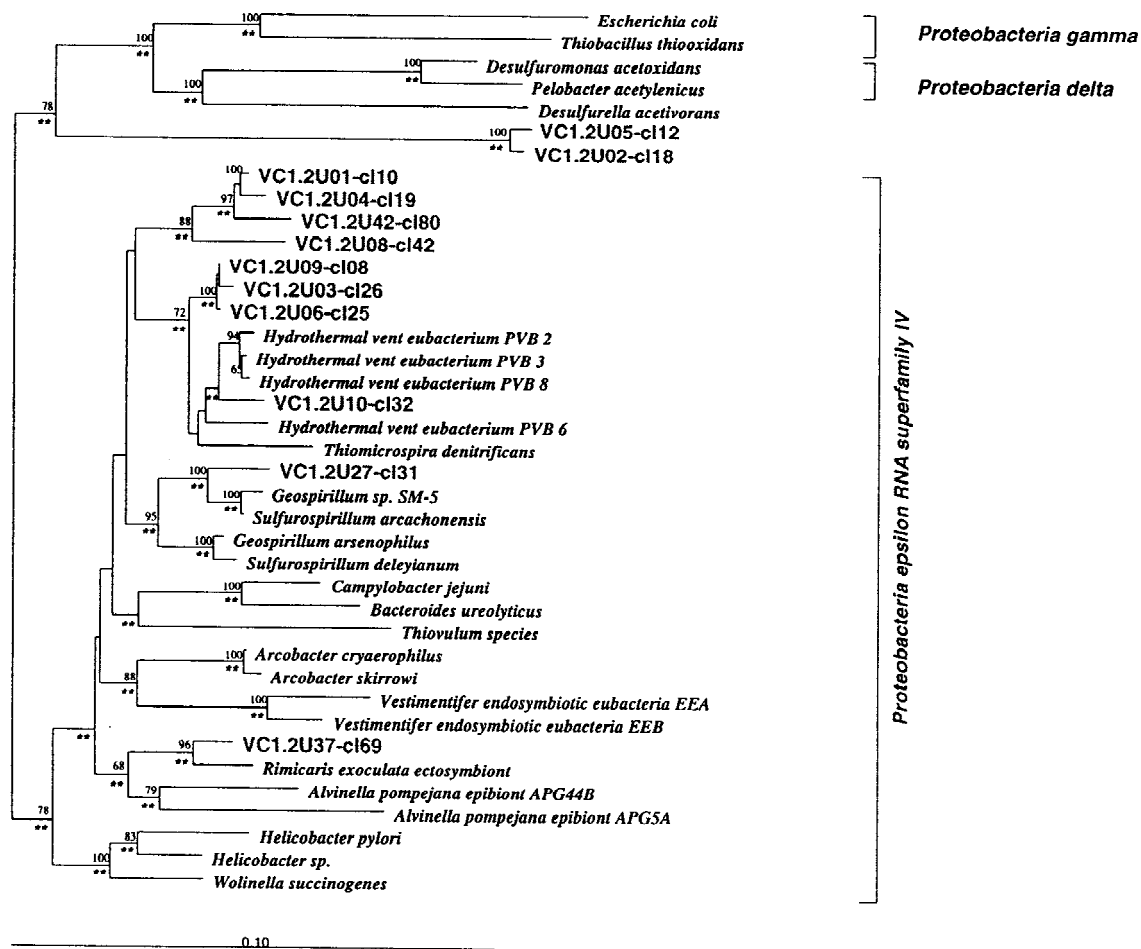 100
**
Escherichia coli
Thiobacillus thiooxidans
Proteobacteria gamma
100
**
100
**
Desulfuromonas acetoxidans
Pelobacter acetylenicus
100
**
Desulfurella acetivorans
Proteobacteria delta
78
**
100
**
VC1.2U05-cl12
VC1.2U02-cl18
100
VC1.2U01-cl10
97
**
VC1.2U04-cl19
VC1.2U42-cl80
88
**
VC1.2U08-cl42
VC1.2U09-cl08
100
**
VC1.2U03-cl26
VC1.2U06-cl25
72
**
94
Hydrothermal vent eubacterium PVB 2
Hydrothermal vent eubacterium PVB 3
65
Hydrothermal vent eubacterium PVB 8
**
VC1.2U10-cl32
Hydrothermal vent eubacterium PVB 6
Thiomicrospira denitrificans
100
**
VC1.2U27-cl31
100
**
Geospirillum sp. SM-5
Sulfurospirillum arcachonensis
95
**
100
**
Geospirillum arsenophilus
Sulfurospirillum deleyianum
100
**
Campylobacter jejuni
Bacteroides ureolyticus
**
Thiovulum species
100
**
Arcobacter cryaerophilus
Arcobacter skirrowi
88
**
100
**
Vestimentifer endosymbiotic eubacteria EEA
Vestimentifer endosymbiotic eubacteria EEB
**
96
**
VC1.2U37-cl69
Rimicaris exoculata ectosymbiont
68
**
79
**
Alvinella pompejana epibiont APG44B
Alvinella pompejana epibiont APG5A
78
**
83
**
Helicobacter pylori
Helicobacter sp.
100
**
Wolinella succinogenes
Proteobacteria epsilon RNA superfamily IV
0.10